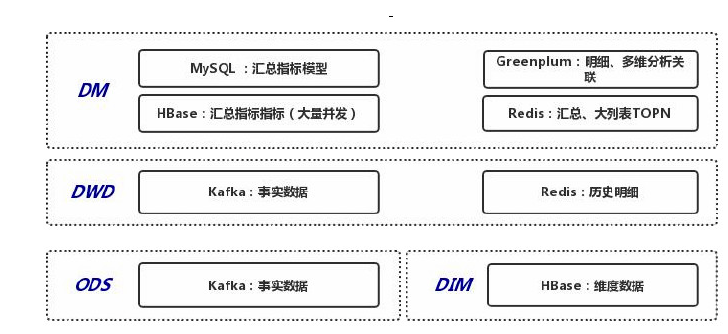 DM
MySQL ：汇总指标模型
Greenplum：明细、多维分析关
联
HBase：汇总指标指标（大量并发）
Redis：汇总、大列表TOPN
DWD
Kafka：事实数据
Redis：历史明细
ODS
Kafka：事实数据
DIM
HBase：维度数据